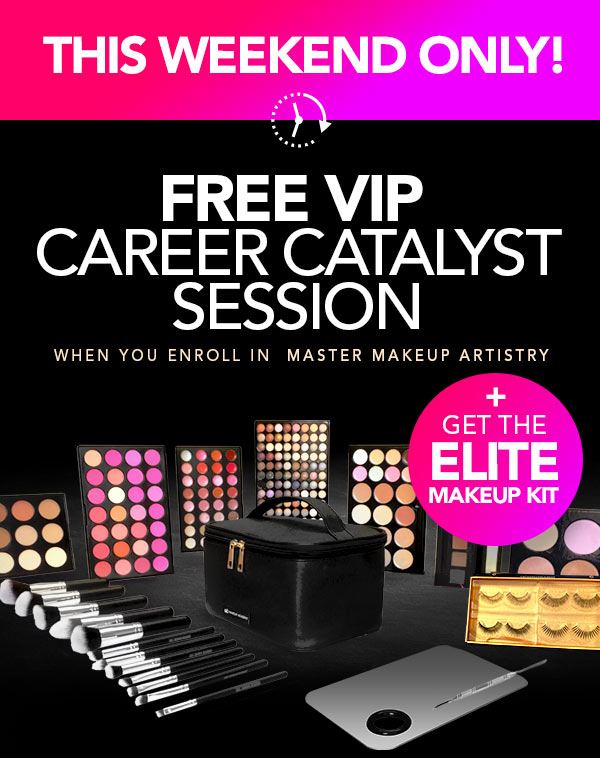 THIS WEEKEND ONLY!
FREE VIP
CAREER CATALYST
SESSION
WHEN YOU ENROLL IN MASTER MAKEUP ARTISTRY
+
GET THE
ELITE
MAKEUP KIT